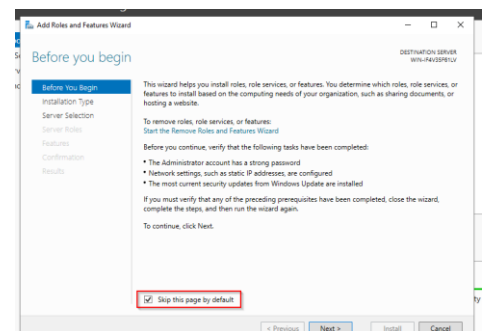 Add Roles and Features Wizard
Before you begin
DESTINATION SERVER
WIN-IF4V3SPB1LV
Before You Begin
Installation Type
Server Selection
Server Roles
Features
Confirmation
Results
This wizard helps you install roles, role services, or features. You determine which roles, role services, or
features to install based on the computing needs of your organization, such as sharing documents, or
hosting a website.
To remove roles, role services, or features:
Start the Remove Roles and Features Wizard
Before you continue, verify that the following tasks have been completed:
• The Administrator account has a strong password
• Network settings, such as static IP addresses, are configured
• The most current security updates from Windows Update are installed
If you must verify that any of the preceding prerequisites have been completed, close the wizard,
complete the steps, and then run the wizard again.
To continue, click Next.
Skip this page by default
< Previous
Next >
Install
Cancel